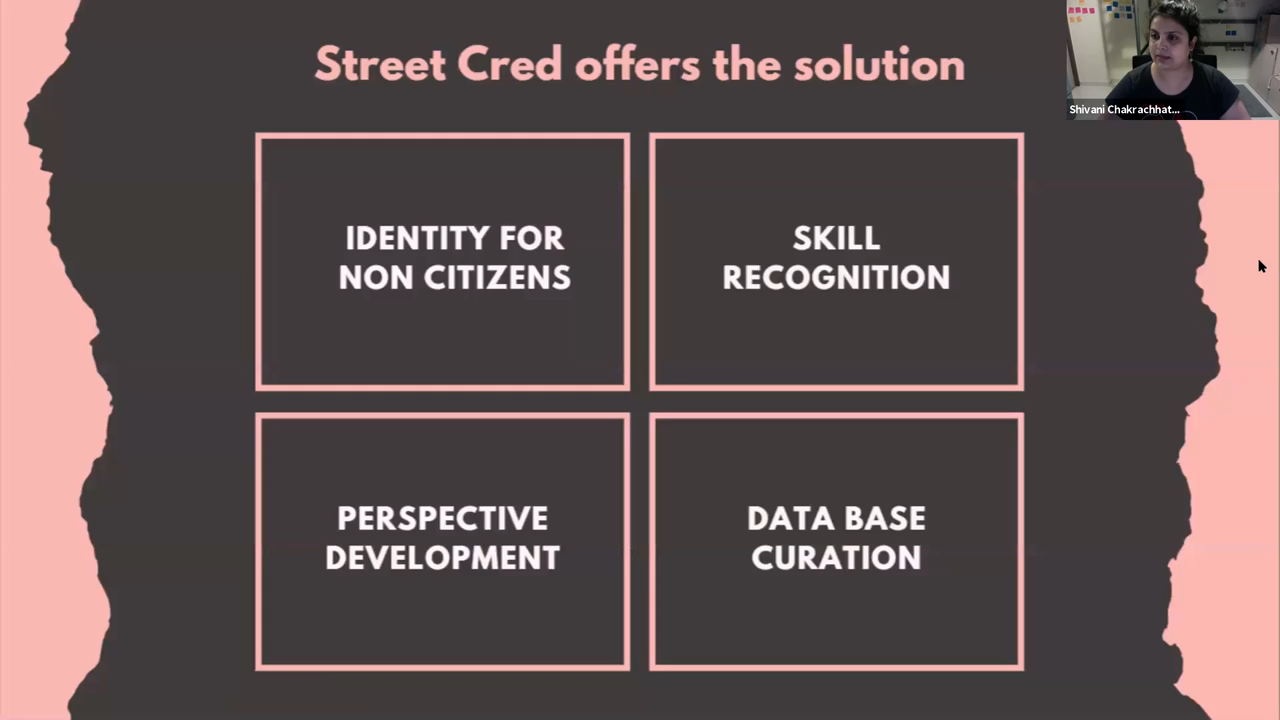 Street Cred offers the solution
Shivani Chakrachhat...
IDENTITY FOR
NON CITIZENS
SKILL
RECOGNITION
PERSPECTIVE
DEVELOPMENT
DATA BASE
CURATION